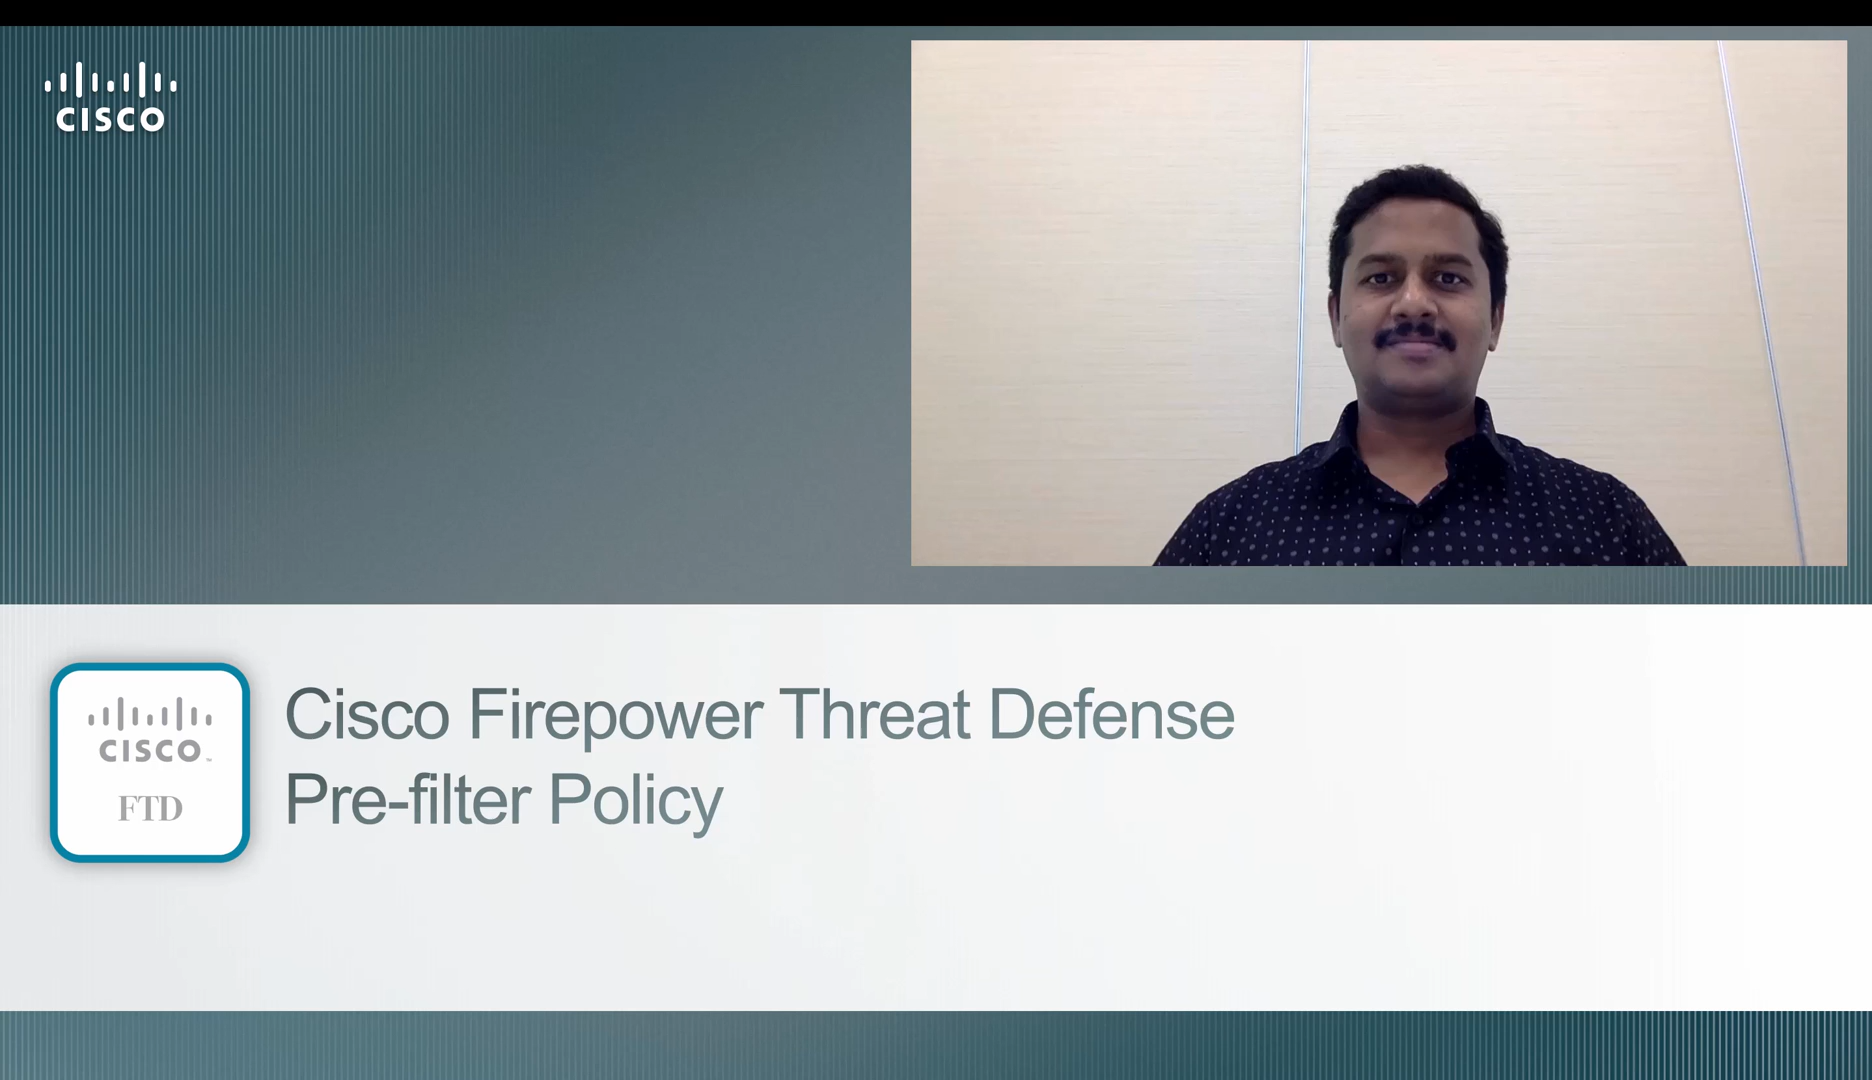 CISCO
CISCO
FTD
Cisco Firepower Threat Defense
Pre-filter Policy